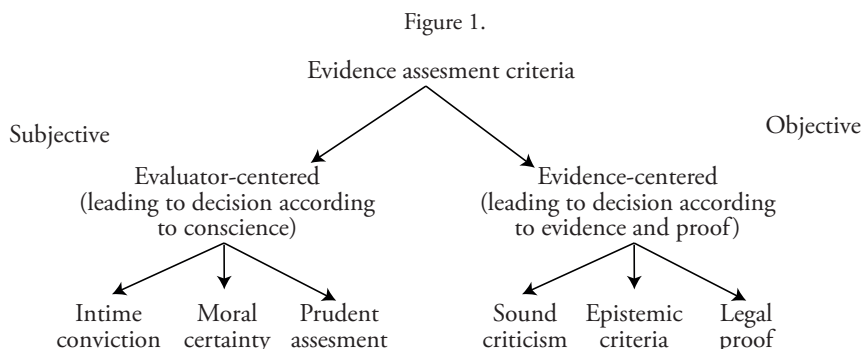 Figure 1.
Evidence assesment criteria
Subjective
Objective
Evaluator-centered
(leading to decision according
to conscience)
Evidence-centered
(leading to decision according
to evidence and proof)
Intime
conviction
Moral
certainty
Prudent
assesment
Sound
criticism
Epistemic
criteria
Legal
proof